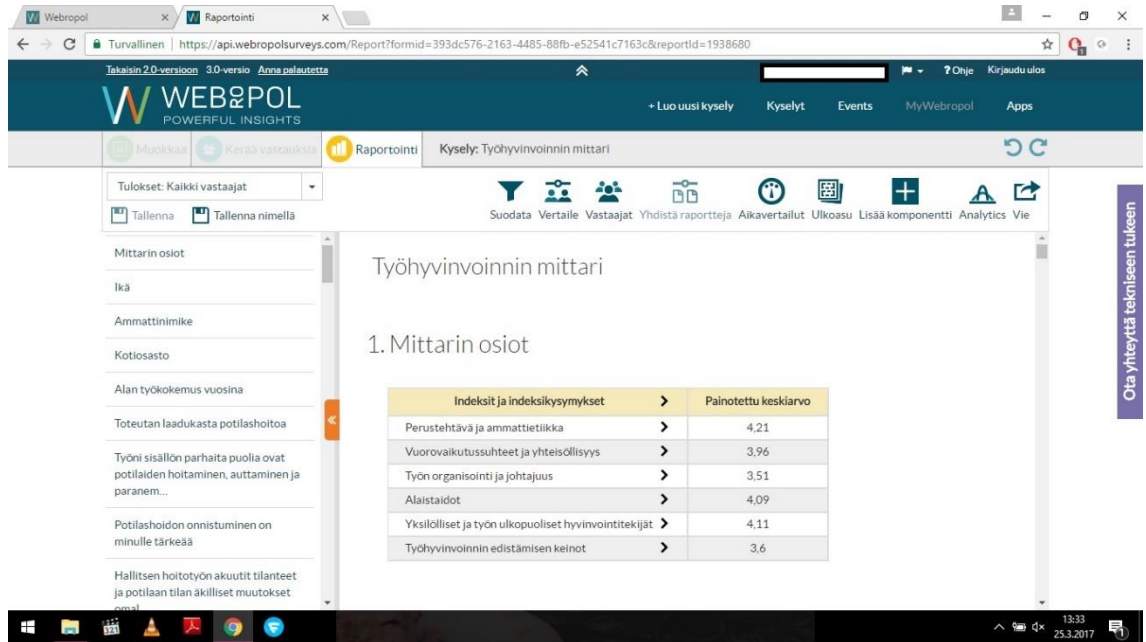 Webropol
Raportointi
Turvallinen | https://api.webropolsurveys.com/Report?formid=393dc576-2163-4485-88fb-e52541c7163c&reportId=1938680
Takaisin 2.0-versioon 3.0-versio Anna palautetta
? Ohje Kirjaudu ulos
WEBROPOL
POWERFUL INSIGHTS
+ Luo uusi kysely Kyselyt Events MyWebropol Apps
Muokkaa Kerää vastauksia Raportointi Kysely: Työhyvinvoinnin mittari
Tulokset: Kaikki vastaajat
Tallenna Tallenna nimellä
Suodata Vertaile Vastaajat Yhdistä raportteja Aikavertailut Ulkoasu Lisää komponentti Analytics Vie
Mittarin osiot
Ikä
Ammattinimike
Kotiosasto
Alan työkokemus vuosina
Toteutan laadukasta potilashoitoa
Työni sisällön parhaita puolia ovat
potilaiden hoitaminen, auttaminen ja
paranem...
Potilashoidon onnistuminen on
minulle tärkeää
Hallitsen hoitotyön akuutit tilanteet
ja potilaan tilan äkilliset muutokset
omal
Työhyvinvoinnin mittari
1. Mittarin osiot
Indeksit ja indeksikysymykset Painotettu keskiarvo
Perustehtävä ja ammattietiikka 4,21
Vuorovaikutussuhteet ja yhteisöllisyys 3,96
Työn organisointi ja johtajuus 3,51
Alaistaidot 4,09
Yksilölliset ja työn ulkopuoliset hyvinvointitekijät 4,11
Työhyvinvoinnin edistämisen keinot 3,6
Ota yhteyttä tekniseen tukeen
321
13:33
25.3.2017